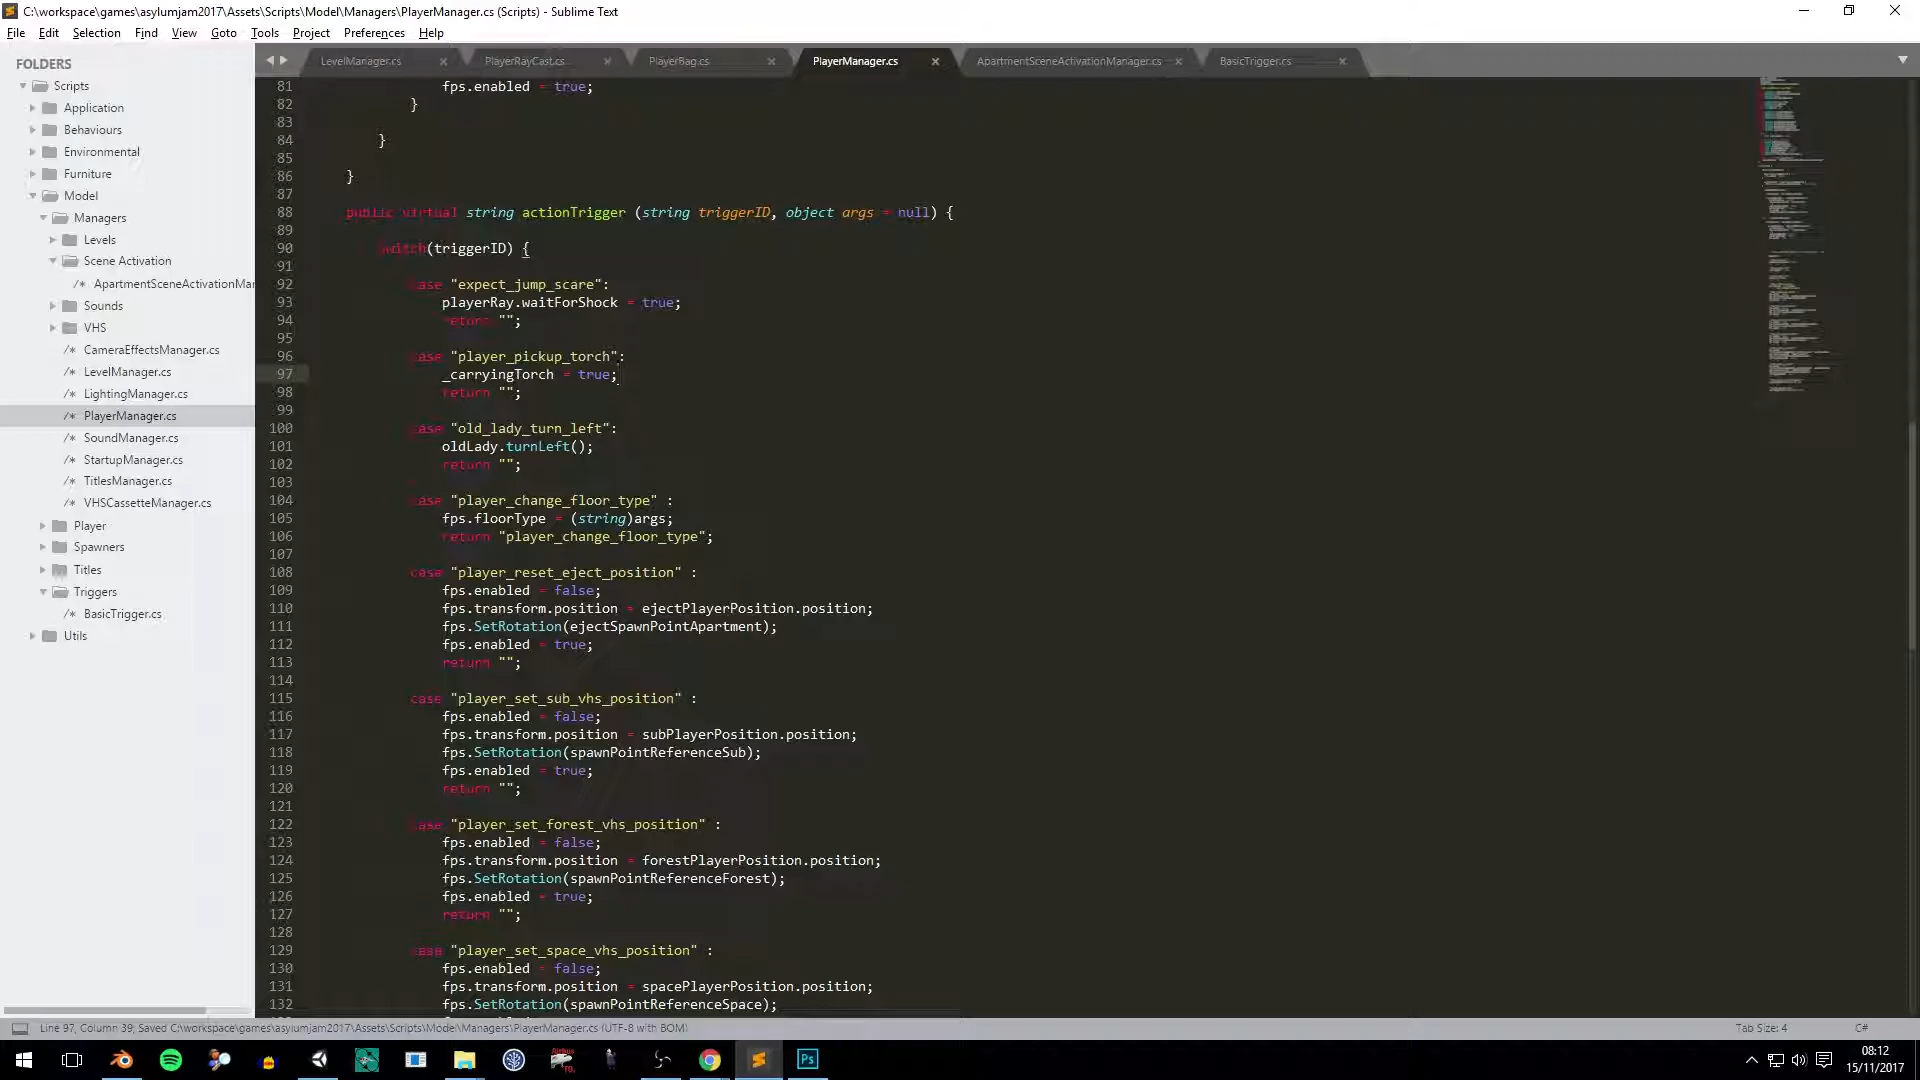 C:\workspace\games\asylumjam2017\Assets\Scripts\Model\Managers\PlayerManager.cs (Scripts) - Sublime Text
File Edit Selection Find View Goto Tools Project Preferences Help
FOLDERS
Scripts
Application
Behaviours
Environmental
Furniture
Model
Managers
Levels
Scene Activation
/* ApartmentSceneActivationMar
Sounds
VHS
/* CameraEffectsManager.cs
/* LevelManager.cs
/* LightingManager.cs
/* PlayerManager.cs
/* SoundManager.cs
/* StartupManager.cs
/* TitlesManager.cs
/* VHSCassetteManager.cs
Player
Spawners
Titles
Triggers
/* BasicTrigger.cs
Utils
LevelManager.cs PlayerRayCast.cs PlayerBag.cs PlayerManager.cs ApartmentSceneActivationManager.cs BasicTrigger.cs
81 fps.enabled = true;
82 }
83
84 }
85
86 }
87
88 public virtual string actionTrigger (string triggerID, object args = null) {
89
90 switch(triggerID) {
91
92 case "expect_jump_scare":
93 playerRay.waitForShock = true;
94 return "";
95
96 case "player_pickup_torch":
97 _carryingTorch = true;
98 return "";
99
100 case "old_lady_turn_left":
101 oldLady.turnLeft();
102 return "";
103
104 case "player_change_floor_type" :
105 fps.floorType = (string)args;
106 return "player_change_floor_type";
107
108 case "player_reset_eject_position" :
109 fps.enabled = false;
110 fps.transform.position = ejectPlayerPosition.position;
111 fps.SetRotation(ejectSpawnPointApartment);
112 fps.enabled = true;
113 return "";
114
115 case "player_set_sub_vhs_position" :
116 fps.enabled = false;
117 fps.transform.position = subPlayerPosition.position;
118 fps.SetRotation(spawnPointReferenceSub);
119 fps.enabled = true;
120 return "";
121
122 case "player_set_forest_vhs_position" :
123 fps.enabled = false;
124 fps.transform.position = forestPlayerPosition.position;
125 fps.SetRotation(spawnPointReferenceForest);
126 fps.enabled = true;
127 return "";
128
129 case "player_set_space_vhs_position" :
130 fps.enabled = false;
131 fps.transform.position = spacePlayerPosition.position;
132 fps.SetRotation(spawnPointReferenceSpace);
Line 97, Column 39; Saved C:\workspace\games\asylumjam2017\Assets\Scripts\Model\Managers\PlayerManager.cs (UTF-8 with BOM) Tab Size: 4 C#
Ps
08:12
15/11/2017